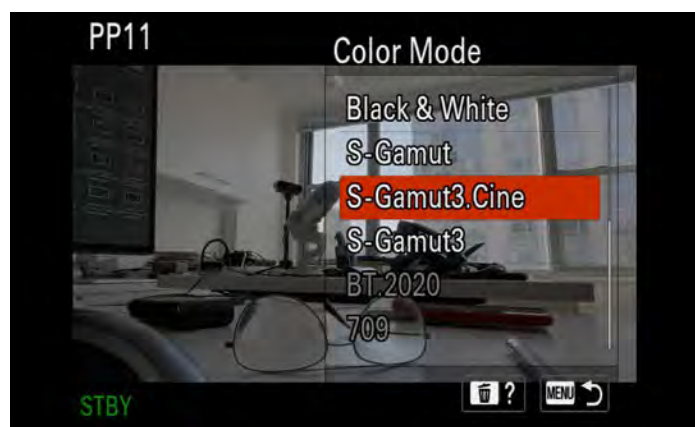 PP11
Color Mode
Black & White
S-Gamut
S-Gamut3.Cine
S-Gamut3
BT.2020
709
STBY
?
MENU